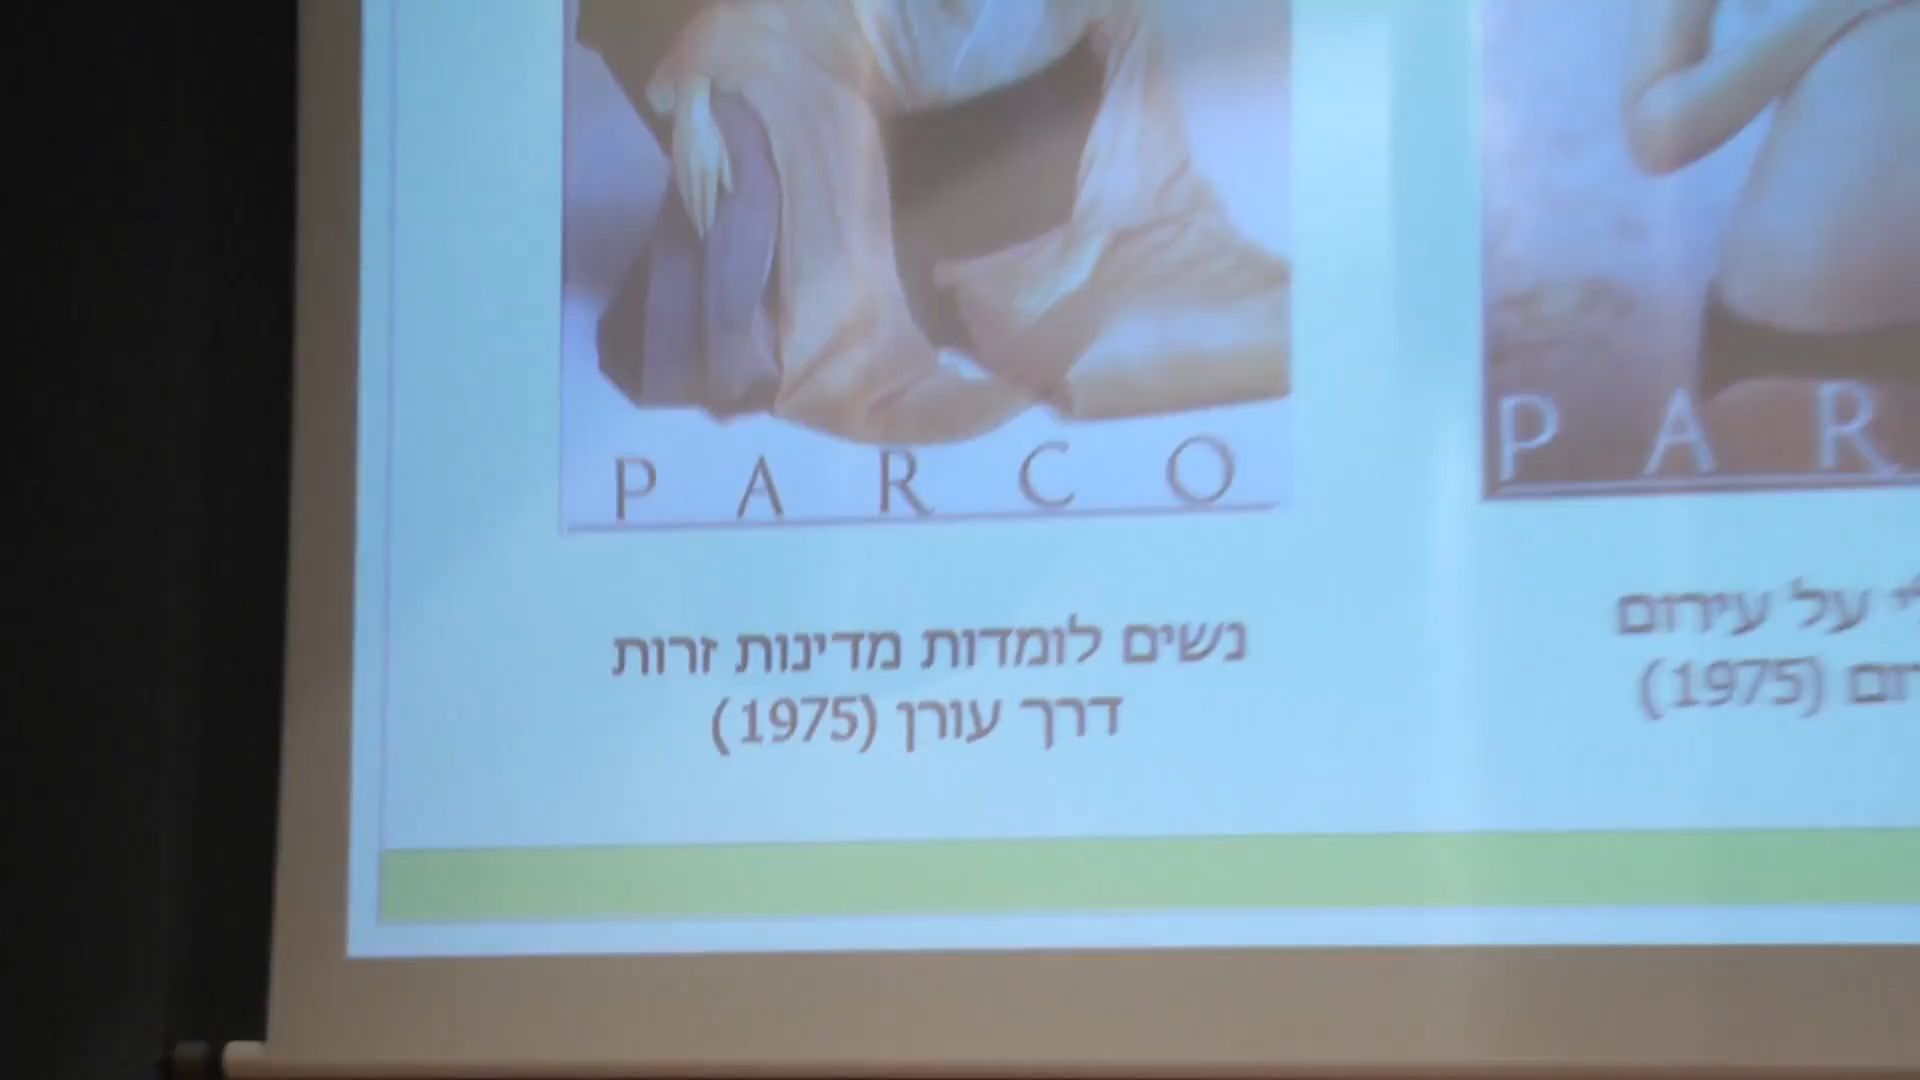 PARCO
PAR
נשים לומדות מדינות זרות
דרך עורן (1975)
על עירום
(1975)